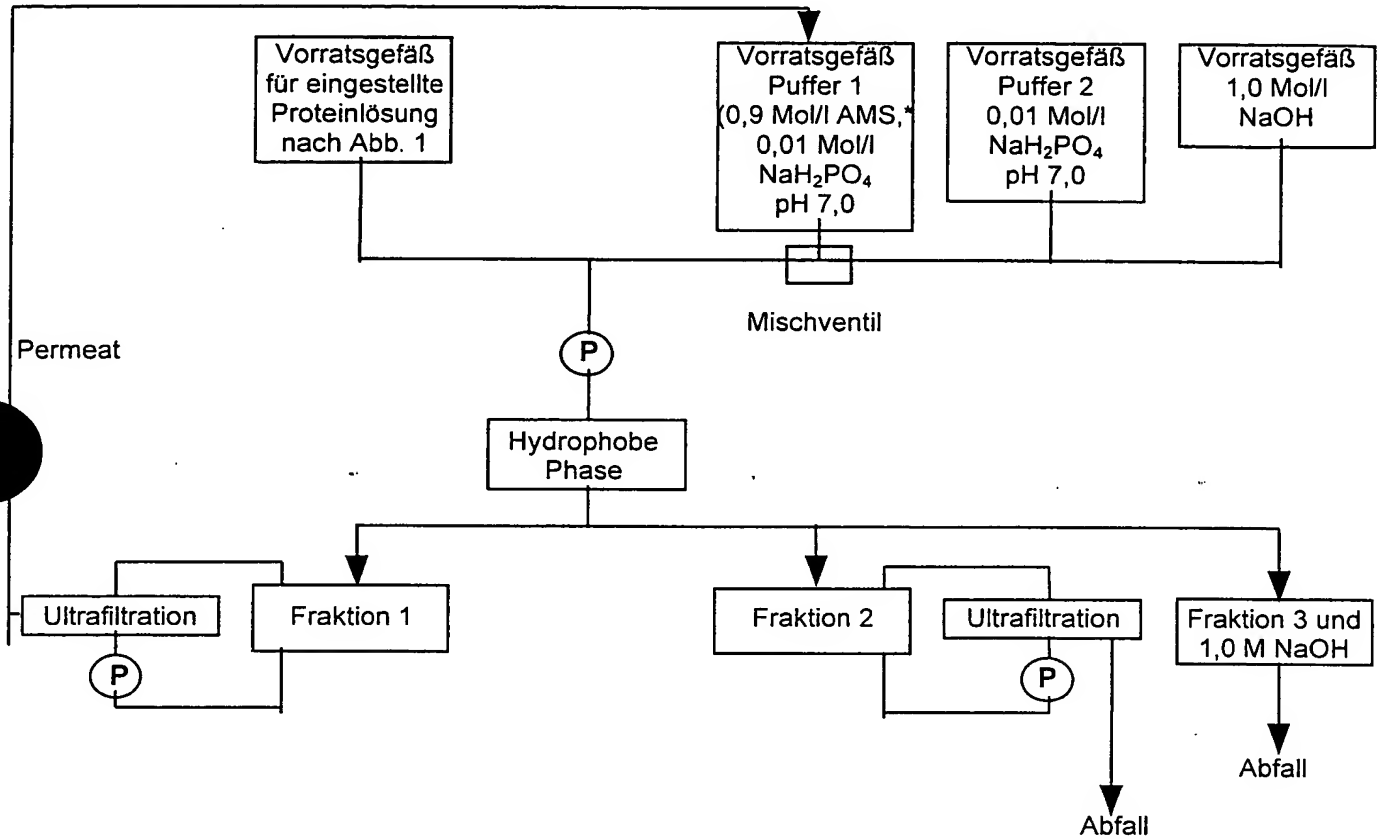 Vorratsgefäß
für eingestellte
Proteinlösung
nach Abb. 1
Vorratsgefäß
Puffer 1
(0,9 Mol/l AMS,*
0,01 Mol/l
NaH₂PO₄
pH 7,0
Vorratsgefäß
Puffer 2
0,01 Mol/l
NaH₂PO₄
pH 7,0
Vorratsgefäß
1,0 Mol/l
NaOH
Mischventil
Permeat
P
Hydrophobe
Phase
Ultrafiltration
Fraktion 1
Fraktion 2
Ultrafiltration
Fraktion 3 und
1,0 M NaOH
P
P
Abfall
Abfall